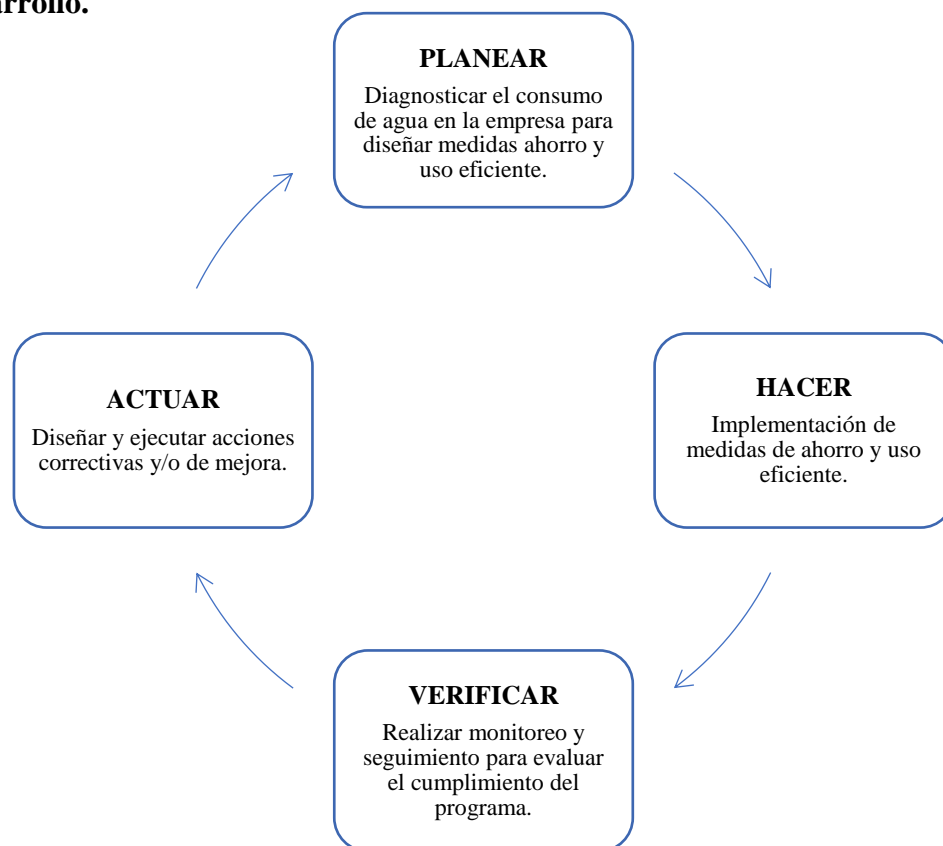 PLANEAR
Diagnosticar el consumo
de agua en la empresa para
diseñar medidas ahorro y
uso eficiente.
HACER
Implementación de
medidas de ahorro y uso
eficiente.
VERIFICAR
Realizar monitoreo y
seguimiento para evaluar
el cumplimiento del
programa.
ACTUAR
Diseñar y ejecutar acciones
correctivas y/o de mejora.